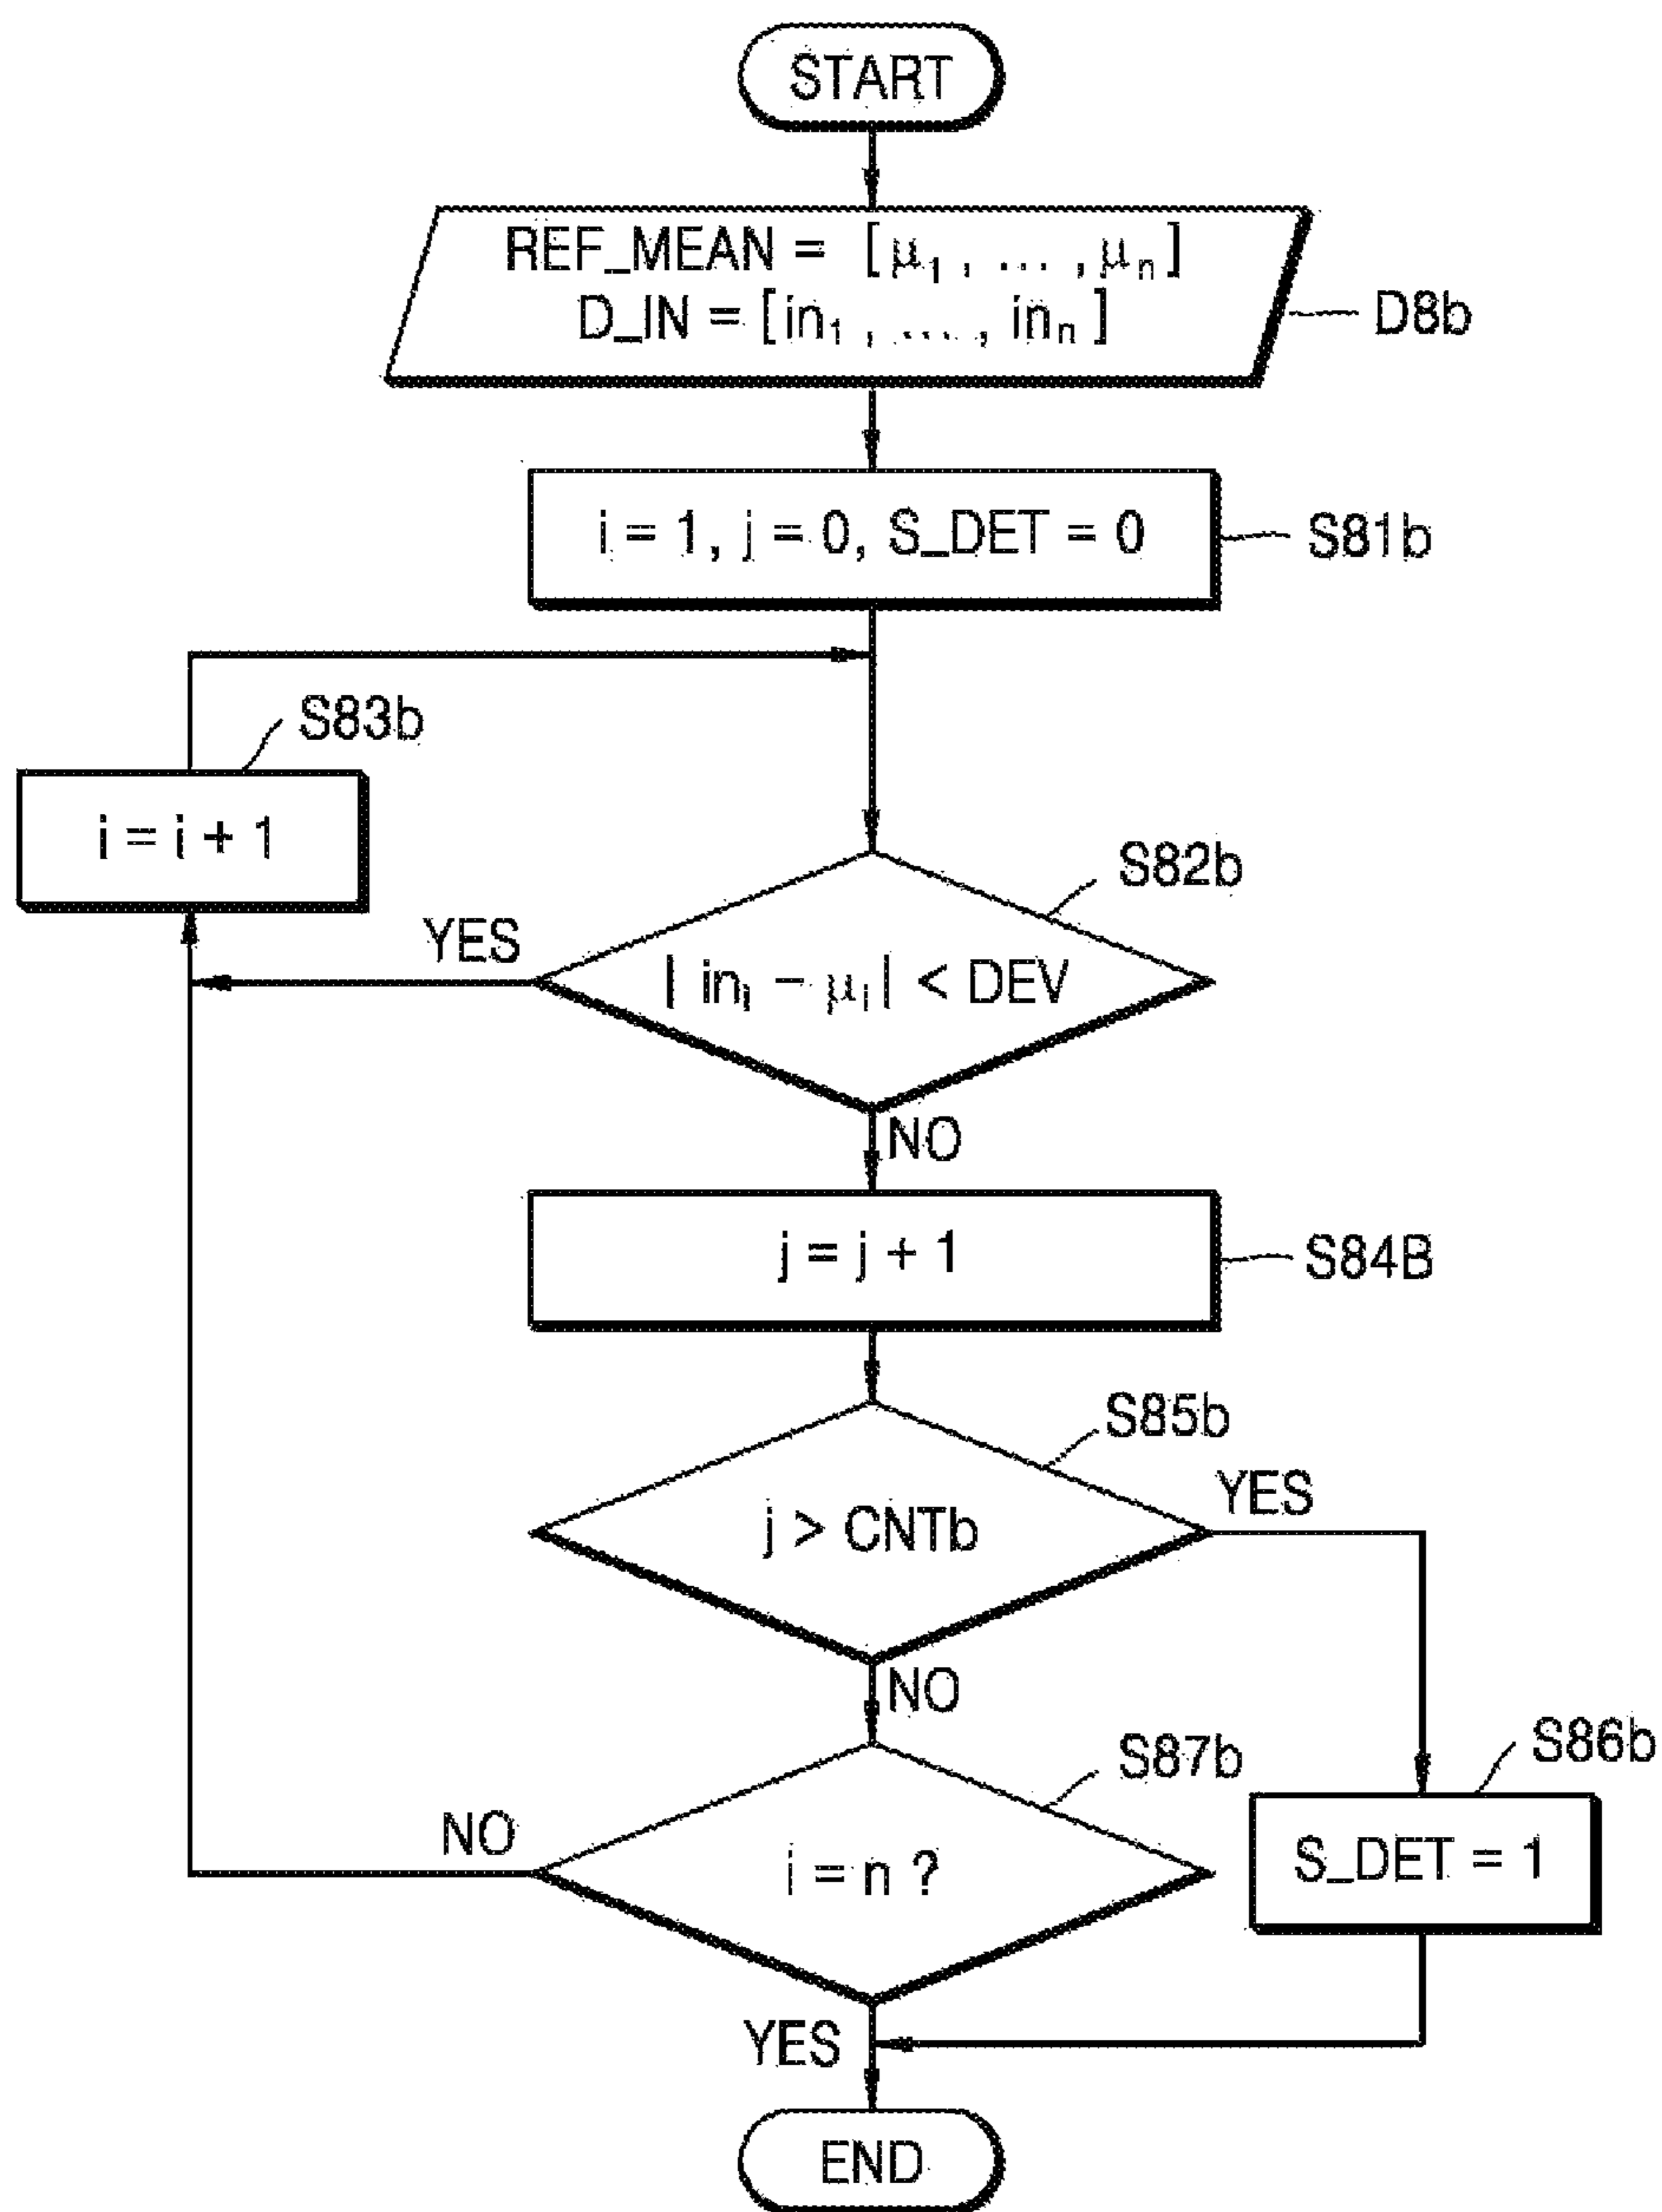 START
REF_MEAN = [μ₁, ... , μₙ]
D_IN = [in₁, ..., inₙ]
D8b
i = 1, j = 0, S_DET = 0
S81b
S83b
i = i + 1
S82b
YES
| inᵢ − μᵢ| < DEV
NO
j = j + 1
S84B
S85b
YES
j > CNTb
NO
S87b
S86b
NO
i = n ?
S_DET = 1
YES
END